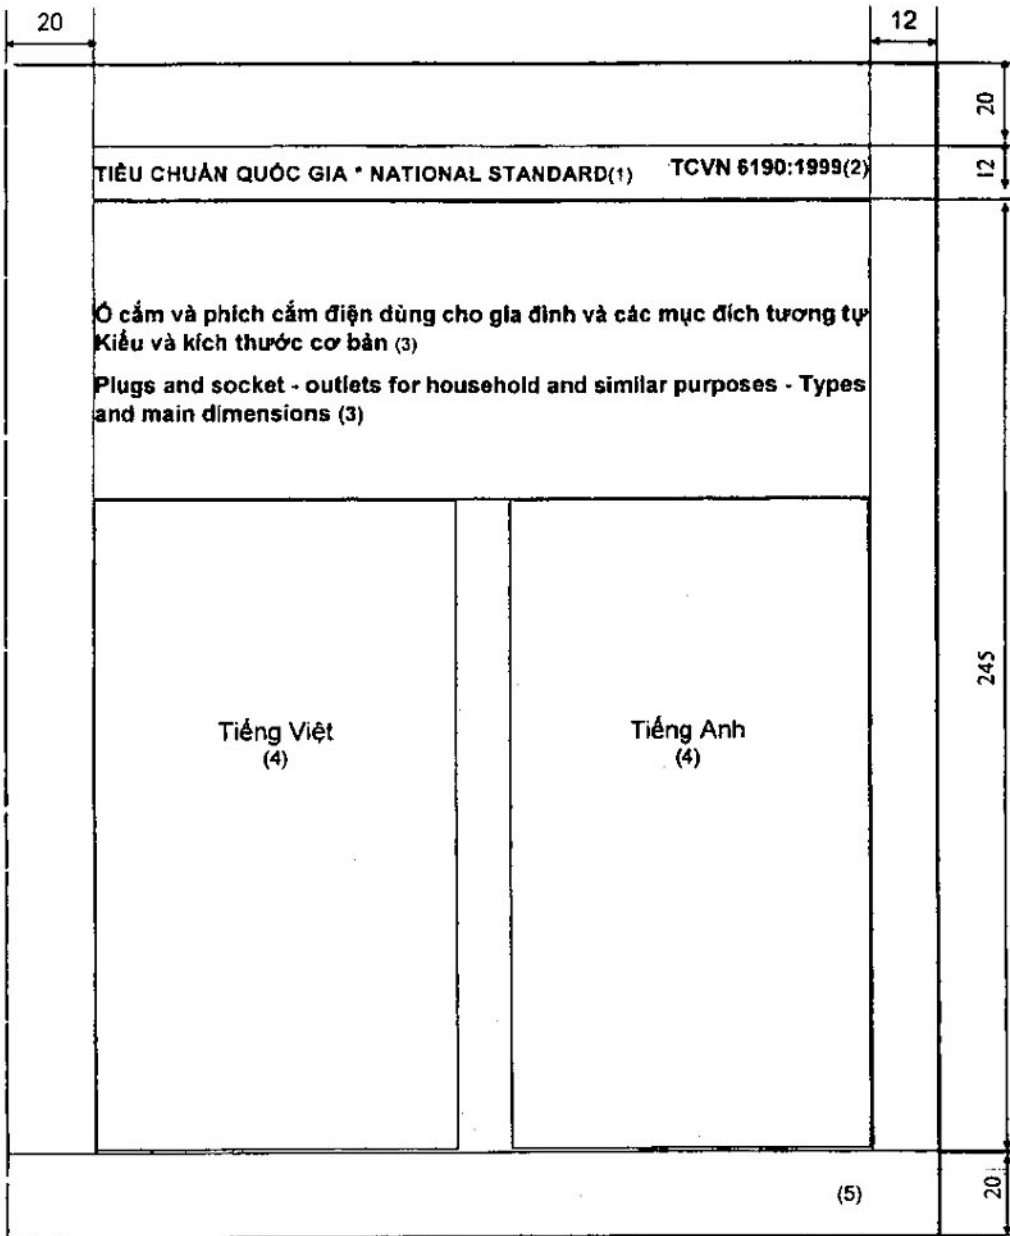 20
12
20
TIÊU CHUẨN QUỐC GIA * NATIONAL STANDARD(1) TCVN 6190:1999(2)
12
Ổ cắm và phích cắm điện dùng cho gia đình và các mục đích tương tự
Kiểu và kích thước cơ bản (3)
Plugs and socket - outlets for household and similar purposes - Types
and main dimensions (3)
245
Tiếng Việt
(4)
Tiếng Anh
(4)
(5)
20